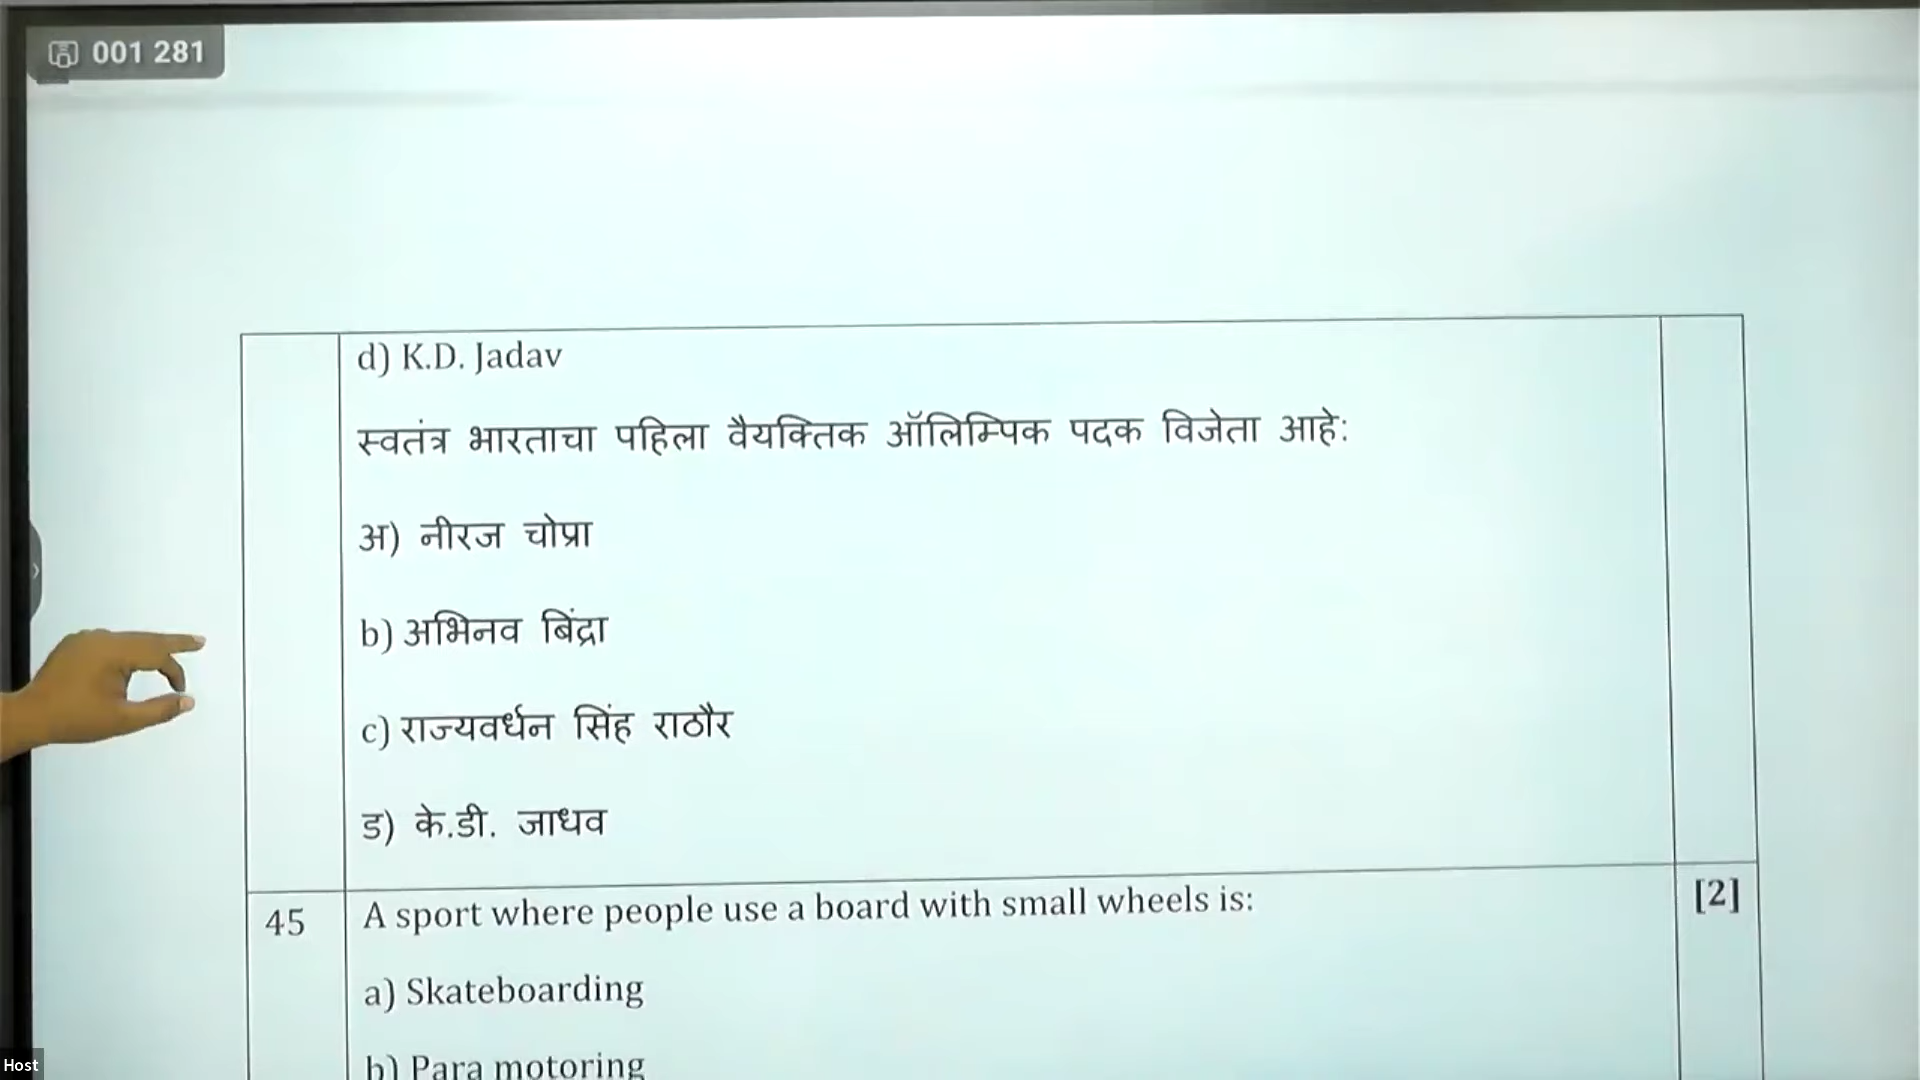 001 281
d) K.D. Jadav
स्वतंत्र भारताचा पहिला वैयक्तिक ऑलिम्पिक पदक विजेता आहे:
अ) नीरज चोप्रा
b) अभिनव बिंद्रा
c) राज्यवर्धन सिंह राठौर
ड) के.डी. जाधव
45 A sport where people use a board with small wheels is: [2]
a) Skateboarding
b) Para motoring
Host